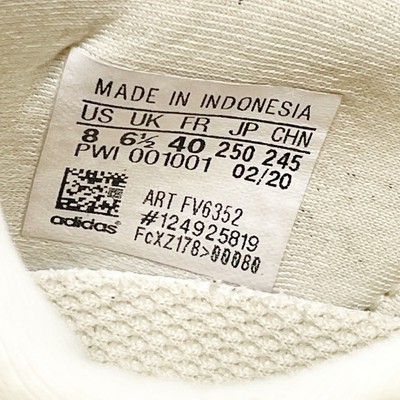 MADE IN INDONESIA
US UK FR JP CHN
8 6½ 40 250 245
PWI 001001 02/20
ART FV6352
#124925819
adidas FcXZ178>00080